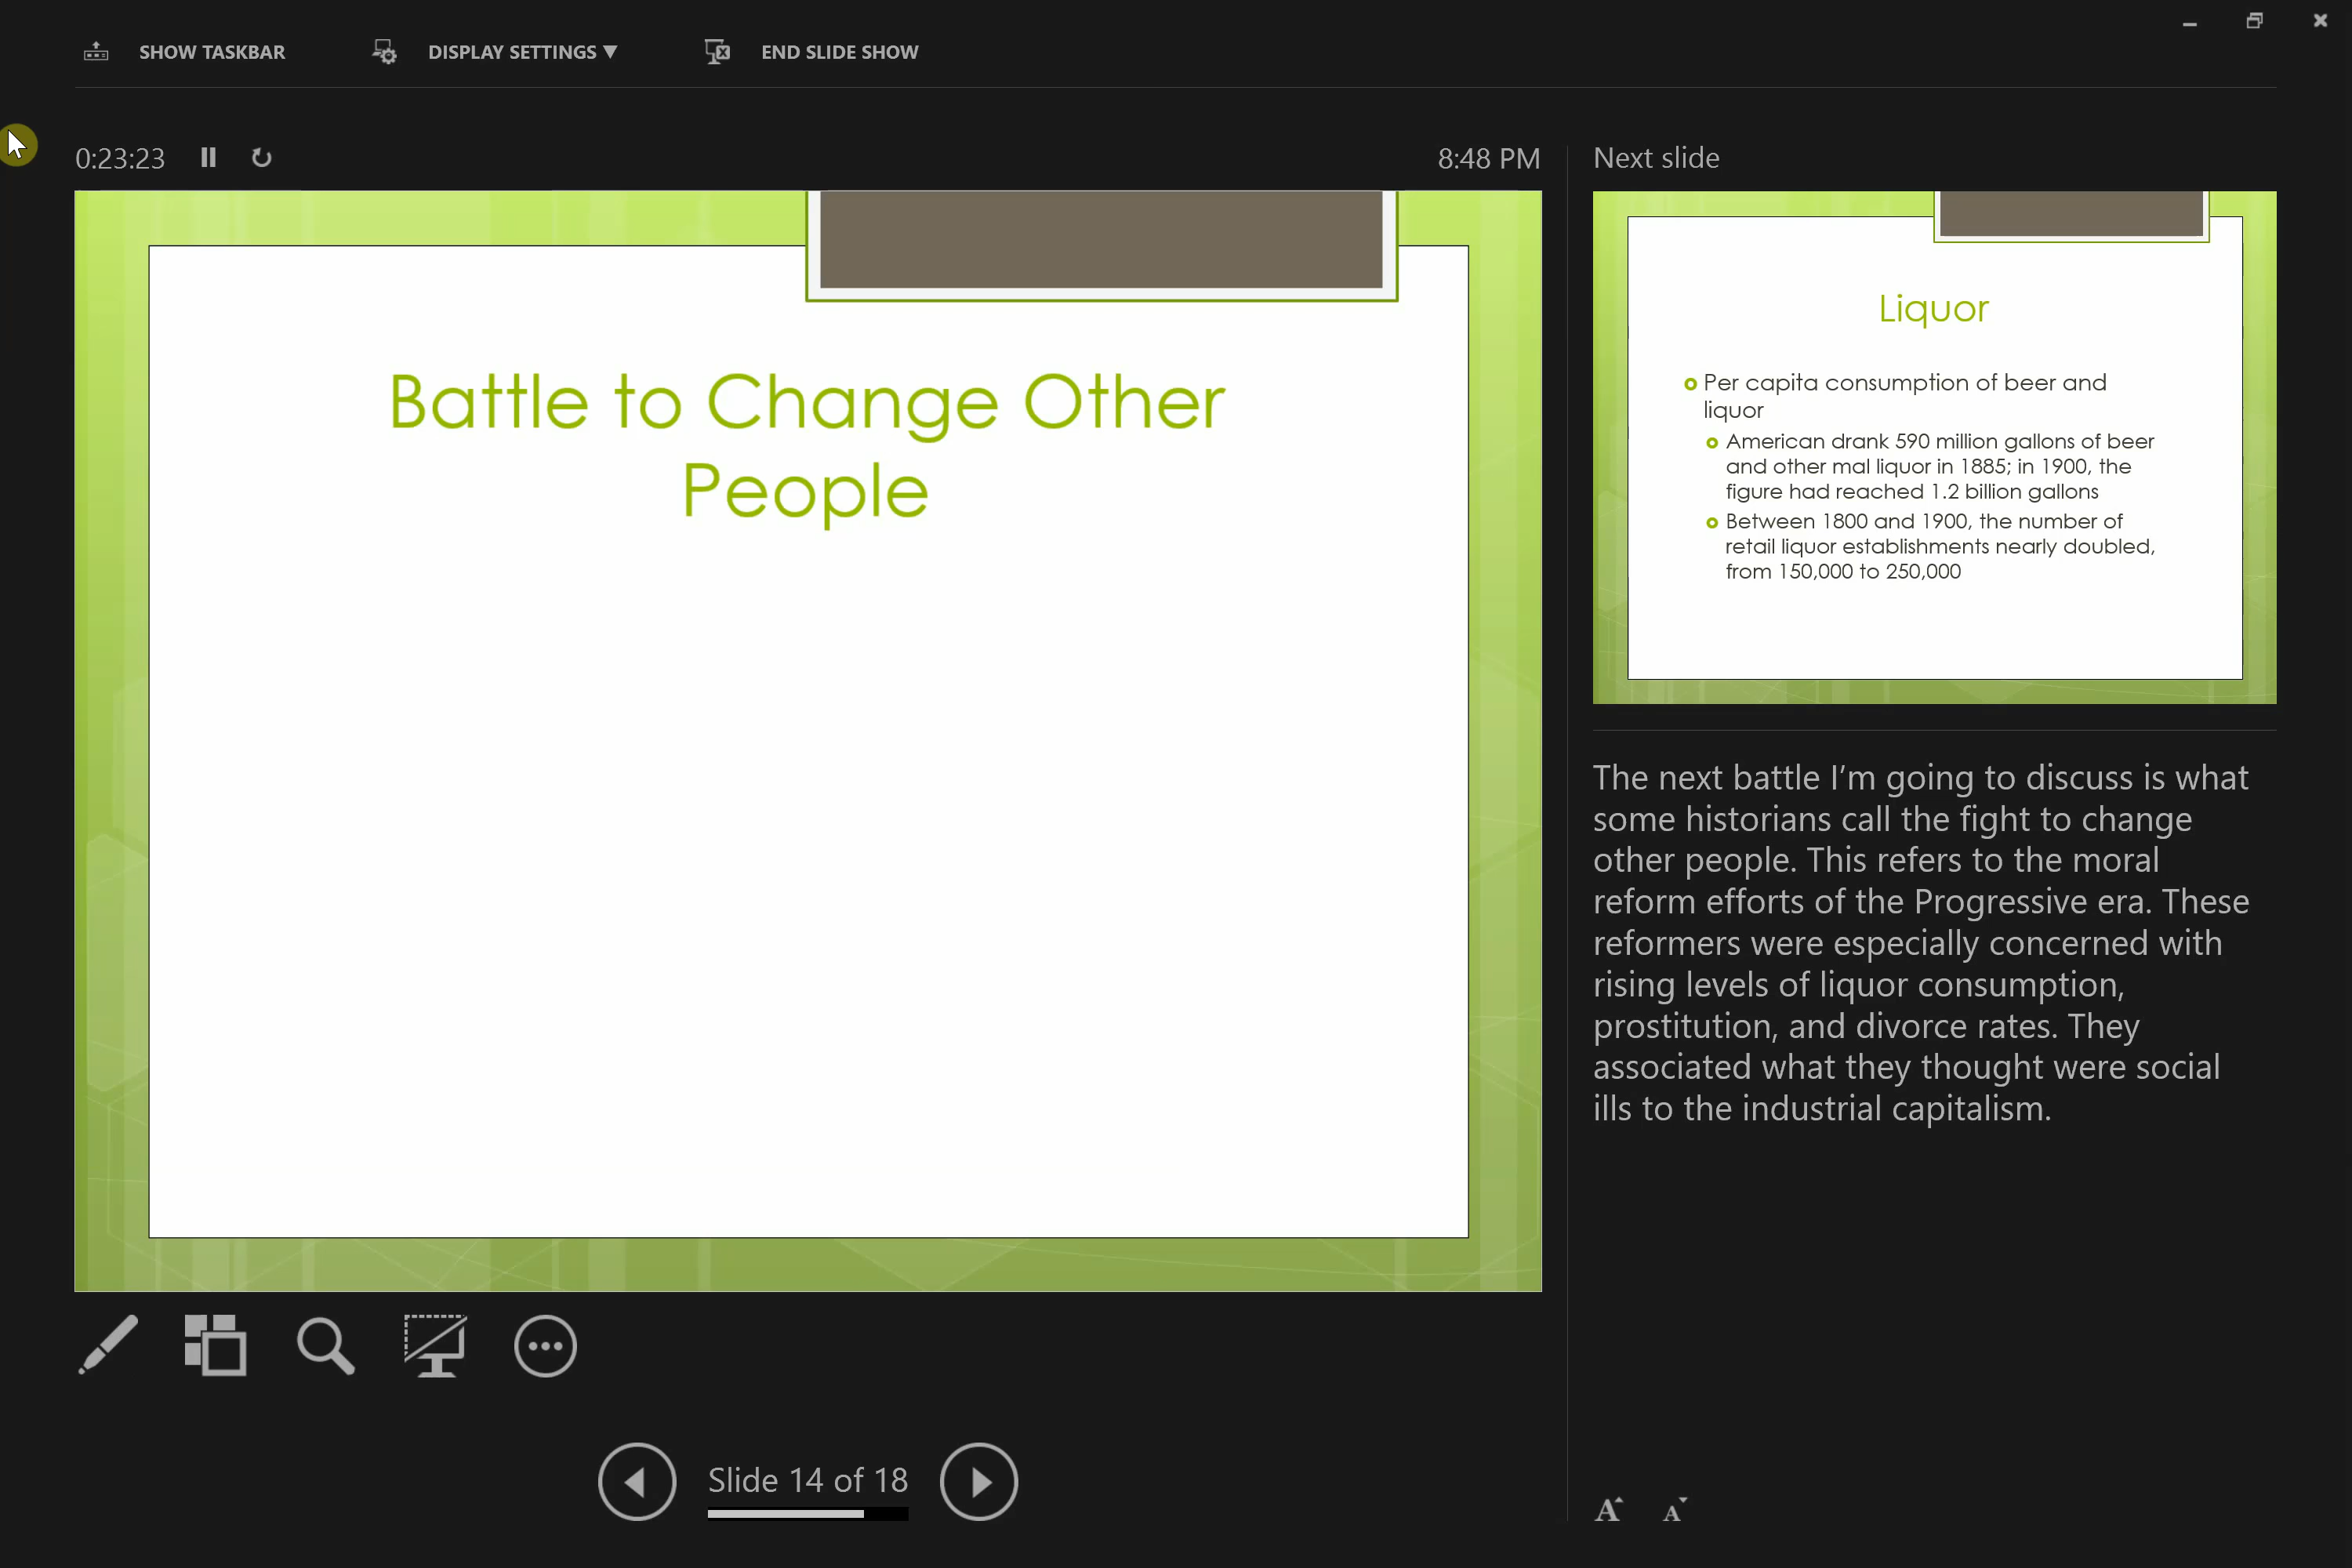 SHOW TASKBAR
DISPLAY SETTINGS ▼
END SLIDE SHOW
0:23:23
8:48 PM
Battle to Change Other
People
Slide 14 of 18
Next slide
Liquor
Per capita consumption of beer and
liquor
American drank 590 million gallons of beer
and other mal liquor in 1885; in 1900, the
figure had reached 1.2 billion gallons
Between 1800 and 1900, the number of
retail liquor establishments nearly doubled,
from 150,000 to 250,000
The next battle I’m going to discuss is what
some historians call the fight to change
other people. This refers to the moral
reform efforts of the Progressive era. These
reformers were especially concerned with
rising levels of liquor consumption,
prostitution, and divorce rates. They
associated what they thought were social
ills to the industrial capitalism.
A A